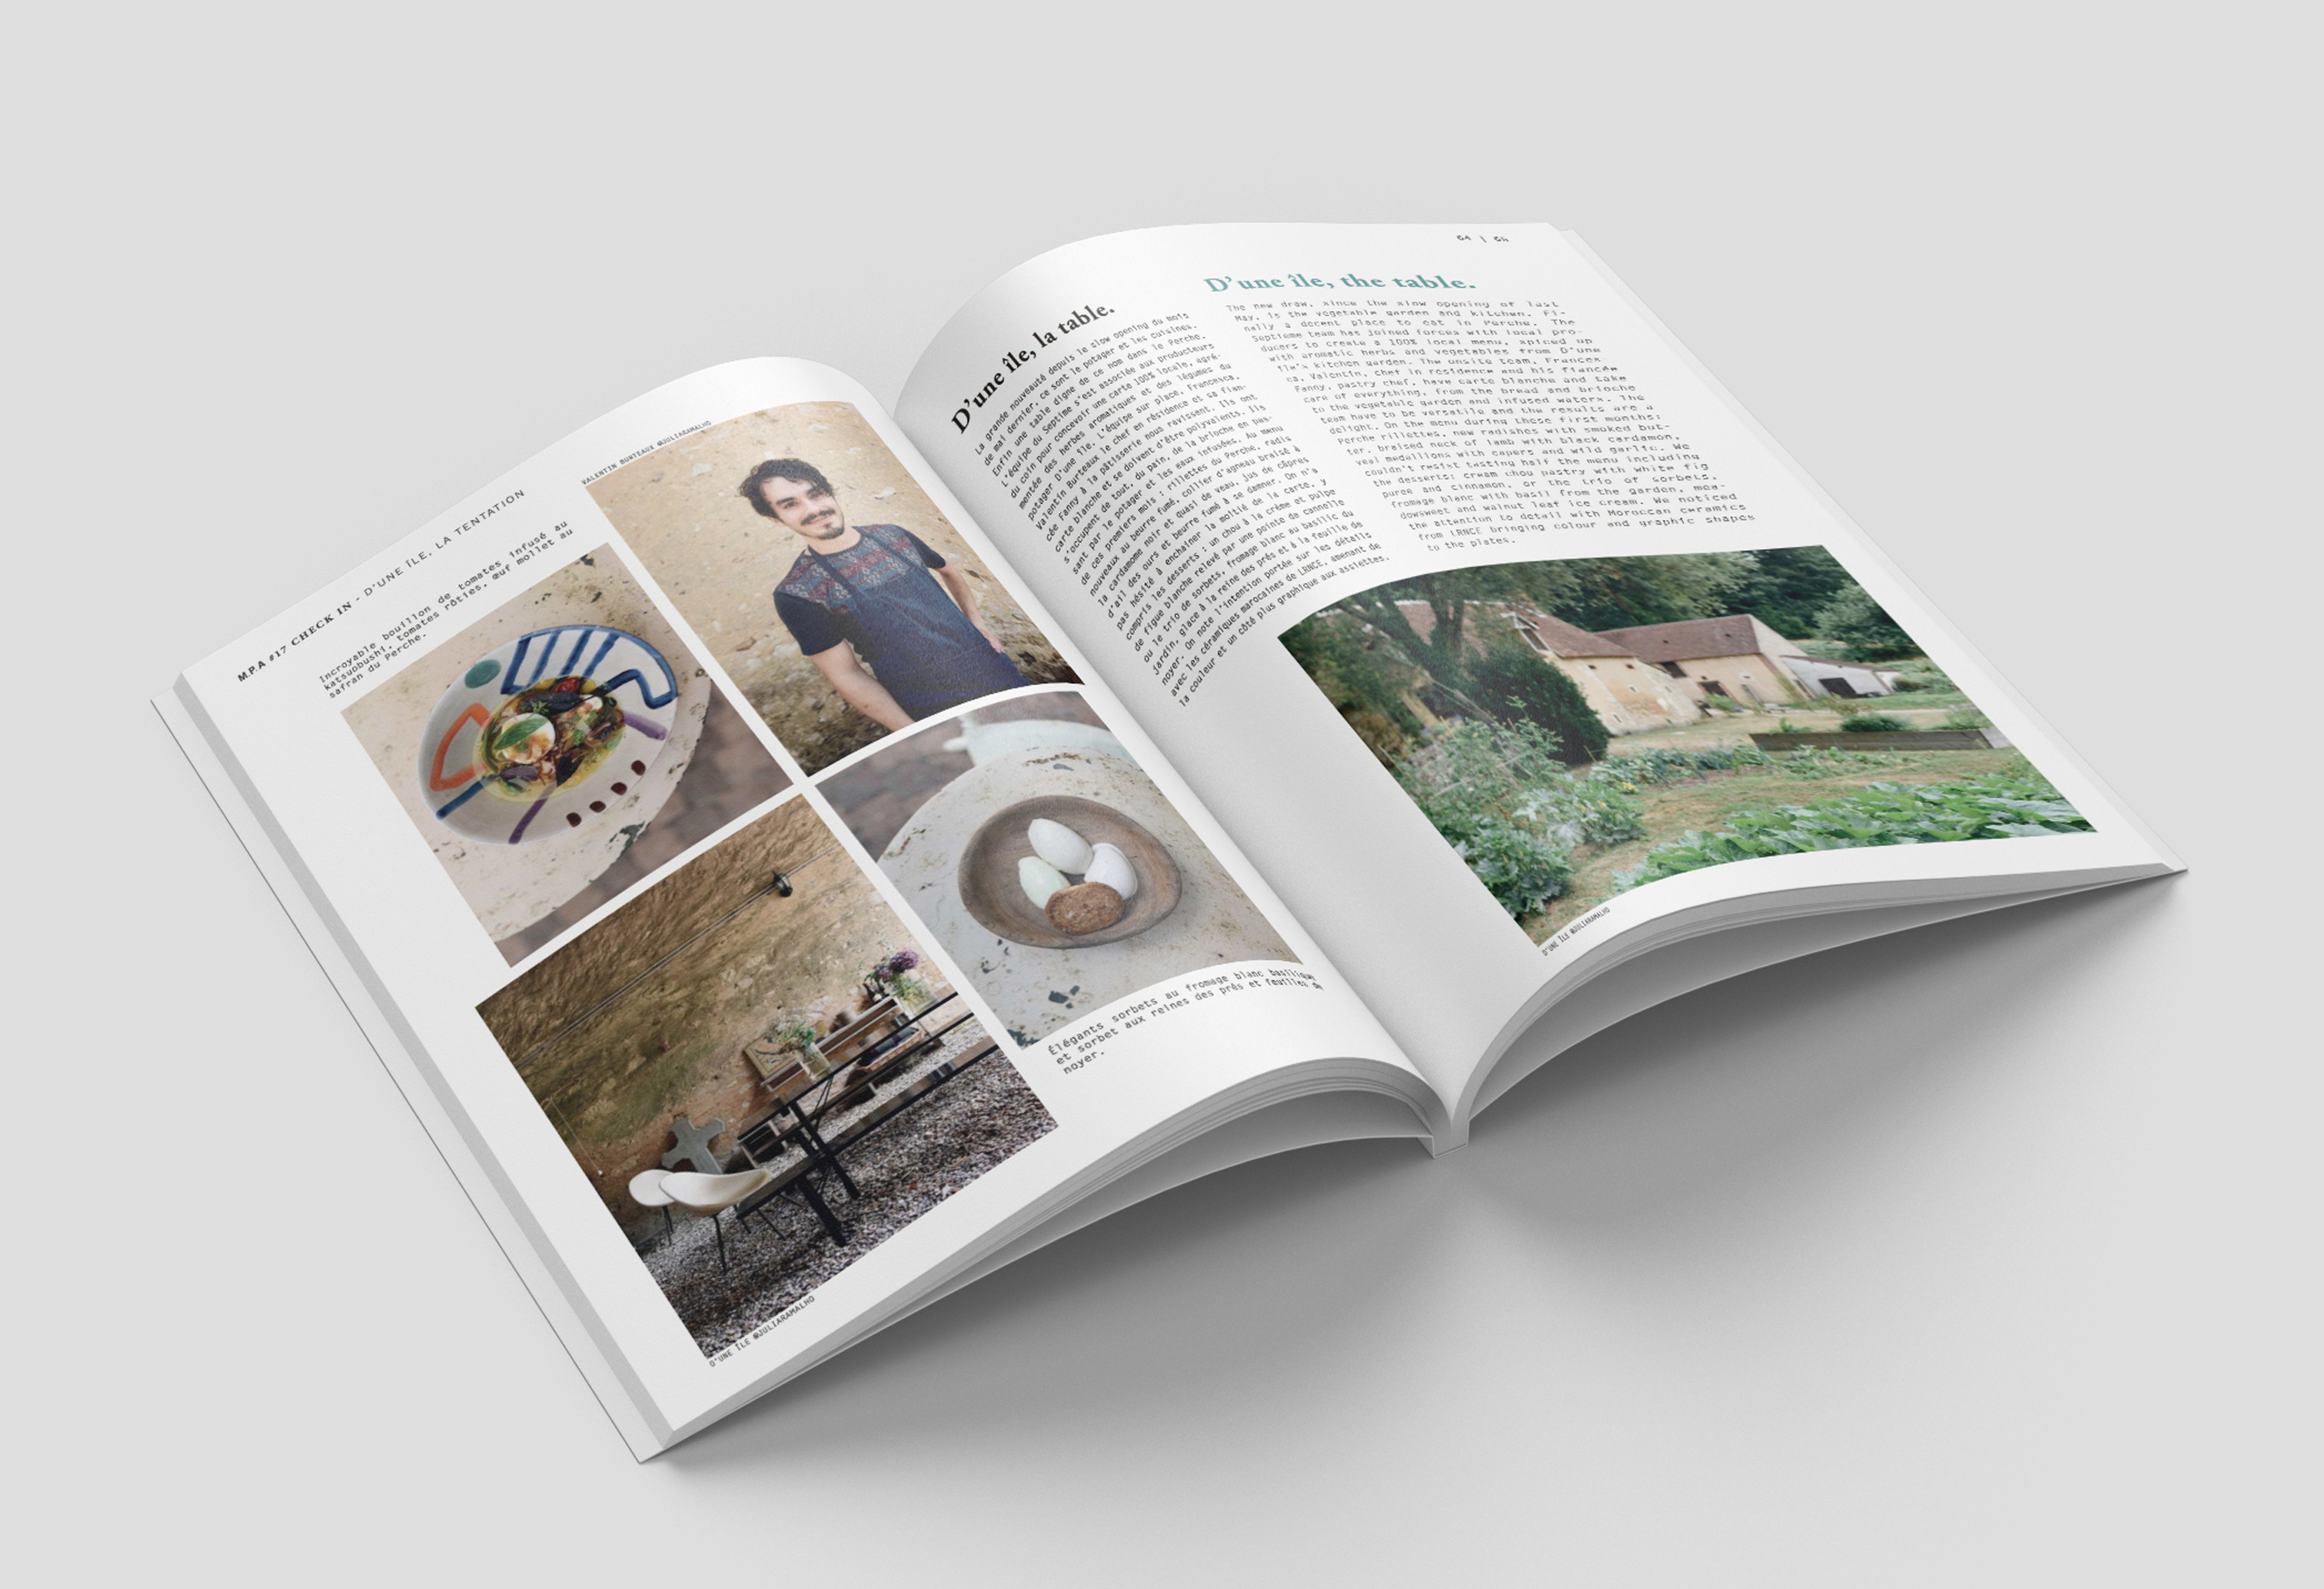 M.P.A #17 CHECK IN - D'UNE ÎLE, LA TENTATION
Incroyable bouillon de tomates infusé au
katsuobushi, tomates rôties, œuf mollet au
safran du Perche.
VALENTIN BURTEAUX @JULIARAMALHO
Élégants sorbets au fromage blanc basilique
et sorbet aux reines des prés et feuilles de
noyer.
D'UNE ÎLE @JULIARAMALHO
D'une île, la table.
La grande nouveauté depuis le slow opening du mois
de mai dernier, ce sont le potager et les cuisines.
Enfin une table digne de ce nom dans le Perche.
L'équipe du Septime s'est associée aux producteurs
du coin pour concevoir une carte 100% locale, agré-
mentée des herbes aromatiques et des légumes du
potager D'une île. L'équipe sur place, Francesca,
Valentin Burteaux le chef en résidence et sa fian-
cée Fanny à la pâtisserie nous ravissent. Ils ont
carte blanche et se doivent d'être polyvalents. Ils
s'occupent de tout, du pain, de la brioche en pas-
sant par le potager et les eaux infusées. Au menu
de ces premiers mois : rillettes du Perche, radis
nouveaux au beurre fumé, collier d'agneau braisé à
la cardamome noir et quasi de veau, jus de câpres
d'ail des ours et beurre fumé à se damner. On n'a
pas hésité à enchaîner la moitié de la carte, y
compris les desserts : un chou à la crème et pulpe
de figue blanche relevé par une pointe de cannelle
ou le trio de sorbets, fromage blanc au basilic du
jardin, glace à la reine des prés et à la feuille de
noyer. On note l'intention portée sur les détails
avec les céramiques marocaines de LRNCE, amenant de
la couleur et un côté plus graphique aux assiettes.
D'une île, the table.
The new draw, since the slow opening of last
May, is the vegetable garden and kitchen. Fi-
nally a decent place to eat in Perche. The
Septime team has joined forces with local pro-
ducers to create a 100% local menu, spiced up
with aromatic herbs and vegetables from D'une
île's kitchen garden. The onsite team, Frances
ca, Valentin, chef in residence and his fiancée
Fanny, pastry chef, have carte blanche and take
care of everything, from the bread and brioche
to the vegetable garden and infused waters. The
team have to be versatile and the results are a
delight. On the menu during these first months:
Perche rillettes, new radishes with smoked but-
ter, braised neck of lamb with black cardamon,
veal medallions with capers and wild garlic. We
couldn't resist tasting half the menu including
the desserts: cream chou pastry with white fig
puree and cinnamon, or the trio of sorbets,
fromage blanc with basil from the garden, mea-
dowsweet and walnut leaf ice cream. We noticed
the attention to detail with Moroccan ceramics
from LRNCE bringing colour and graphic shapes
to the plates.
D'UNE ÎLE @JULIARAMALHO